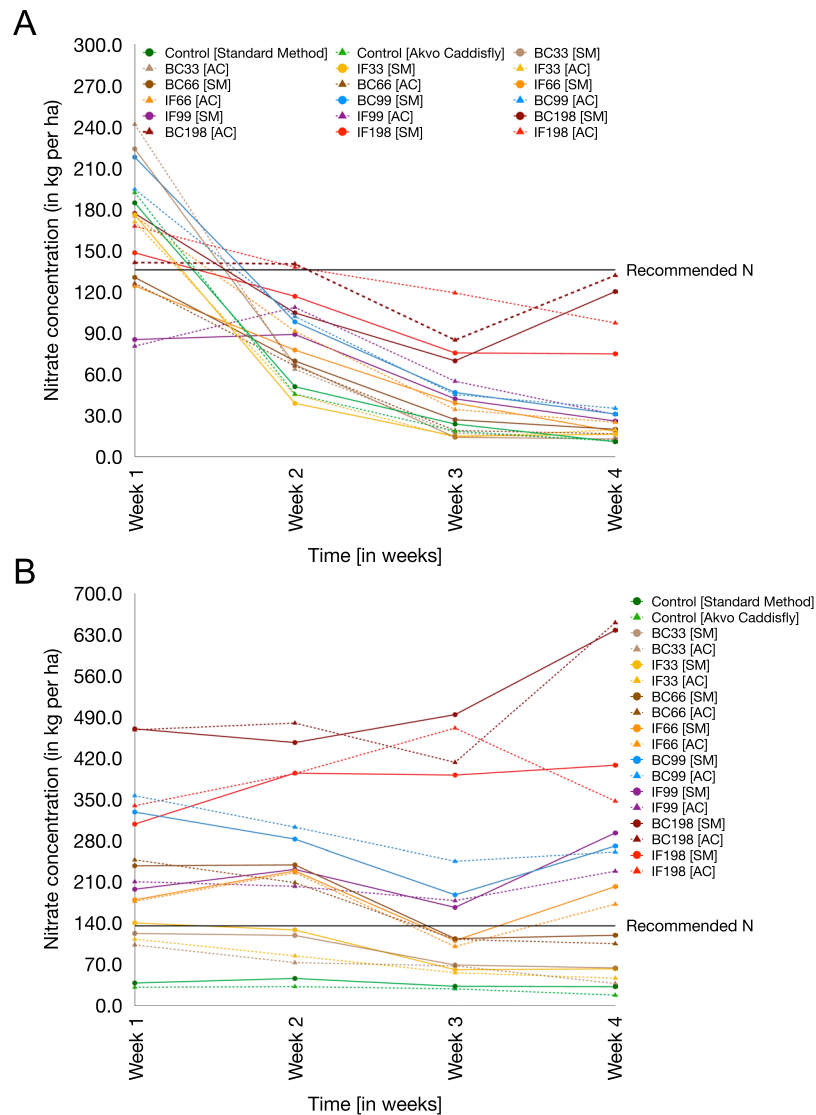 A
300.0
270.0
240.0
210.0
180.0
150.0
120.0
90.0
60.0
30.0
0.0
Nitrate concentration (in kg per ha)
Control [Standard Method] Control [Akvo Caddisfly] BC33 [SM]
BC33 [AC] IF33 [SM] IF33 [AC]
BC66 [SM] BC66 [AC] IF66 [SM]
IF66 [AC] BC99 [SM] BC99 [AC]
IF99 [SM] IF99 [AC] BC198 [SM]
BC198 [AC] IF198 [SM] IF198 [AC]
Recommended N
Week 1
Week 2
Week 3
Week 4
Time [in weeks]
B
700.0
630.0
560.0
490.0
420.0
350.0
280.0
210.0
140.0
70.0
0.0
Nitrate concentration (in kg per ha)
Control [Standard Method]
Control [Akvo Caddisfly]
BC33 [SM]
BC33 [AC]
IF33 [SM]
IF33 [AC]
BC66 [SM]
BC66 [AC]
IF66 [SM]
IF66 [AC]
BC99 [SM]
BC99 [AC]
IF99 [SM]
IF99 [AC]
BC198 [SM]
BC198 [AC]
IF198 [SM]
IF198 [AC]
Recommended N
Week 1
Week 2
Week 3
Week 4
Time [in weeks]